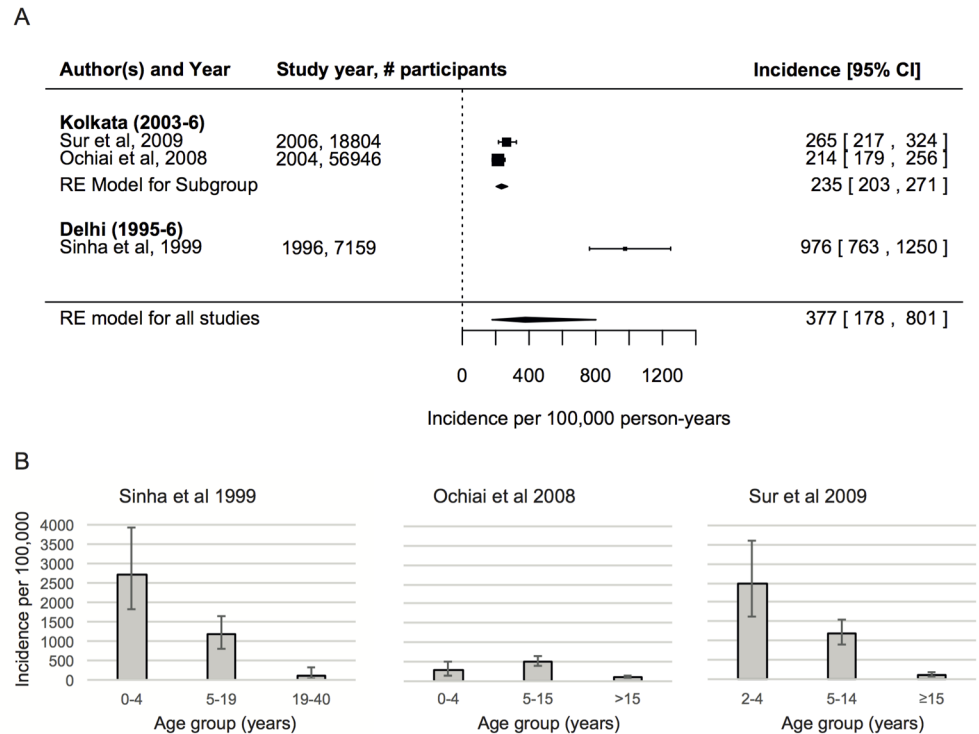 A
Author(s) and Year Study year, # participants Incidence [95% CI]
Kolkata (2003-6)
Sur et al, 2009 2006, 18804 265 [ 217 , 324 ]
Ochiai et al, 2008 2004, 56946 214 [ 179 , 256 ]
RE Model for Subgroup 235 [ 203 , 271 ]
Delhi (1995-6)
Sinha et al, 1999 1996, 7159 976 [ 763 , 1250 ]
RE model for all studies 377 [ 178 , 801 ]
0 400 800 1200
Incidence per 100,000 person-years
B
Sinha et al 1999 Ochiai et al 2008 Sur et al 2009
Incidence per 100,000
4000
3500
3000
2500
2000
1500
1000
500
0
0-4 5-19 19-40 0-4 5-15 >15 2-4 5-14 ≥15
Age group (years) Age group (years) Age group (years)